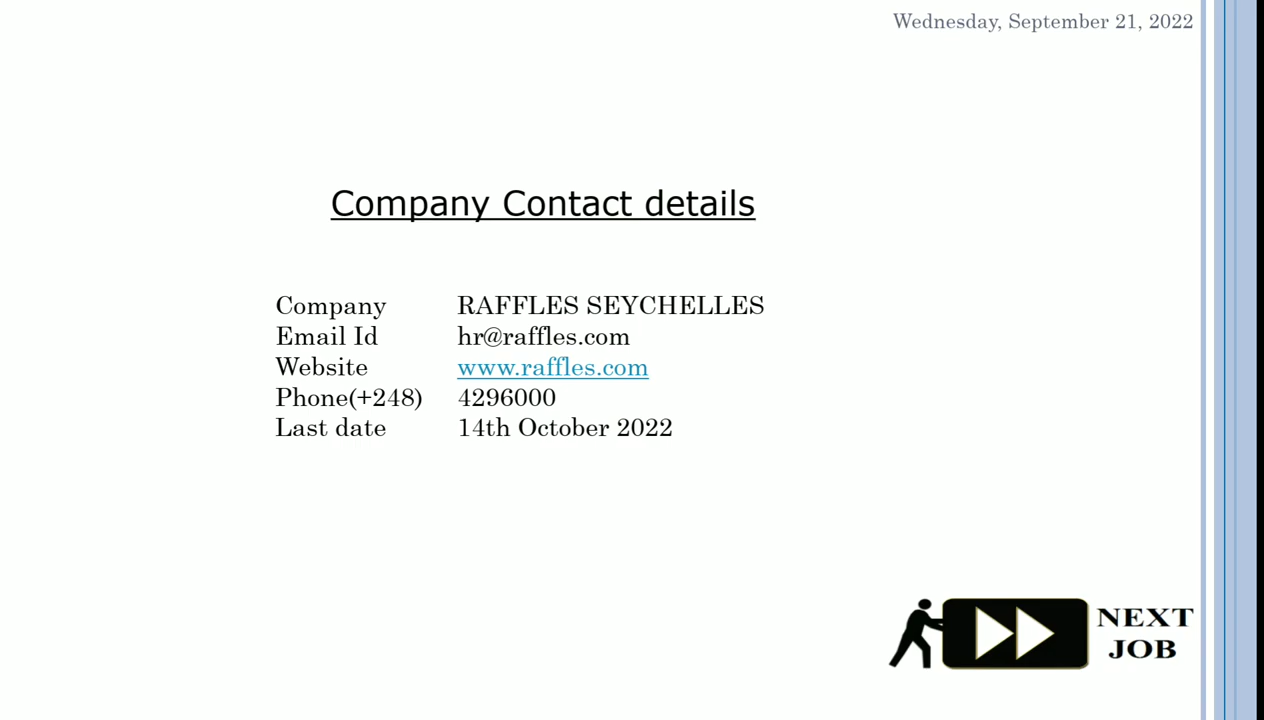 Wednesday, September 21, 2022
Company Contact details
Company RAFFLES SEYCHELLES
Email Id hr@raffles.com
Website www.raffles.com
Phone(+248) 4296000
Last date 14th October 2022
NEXT
JOB